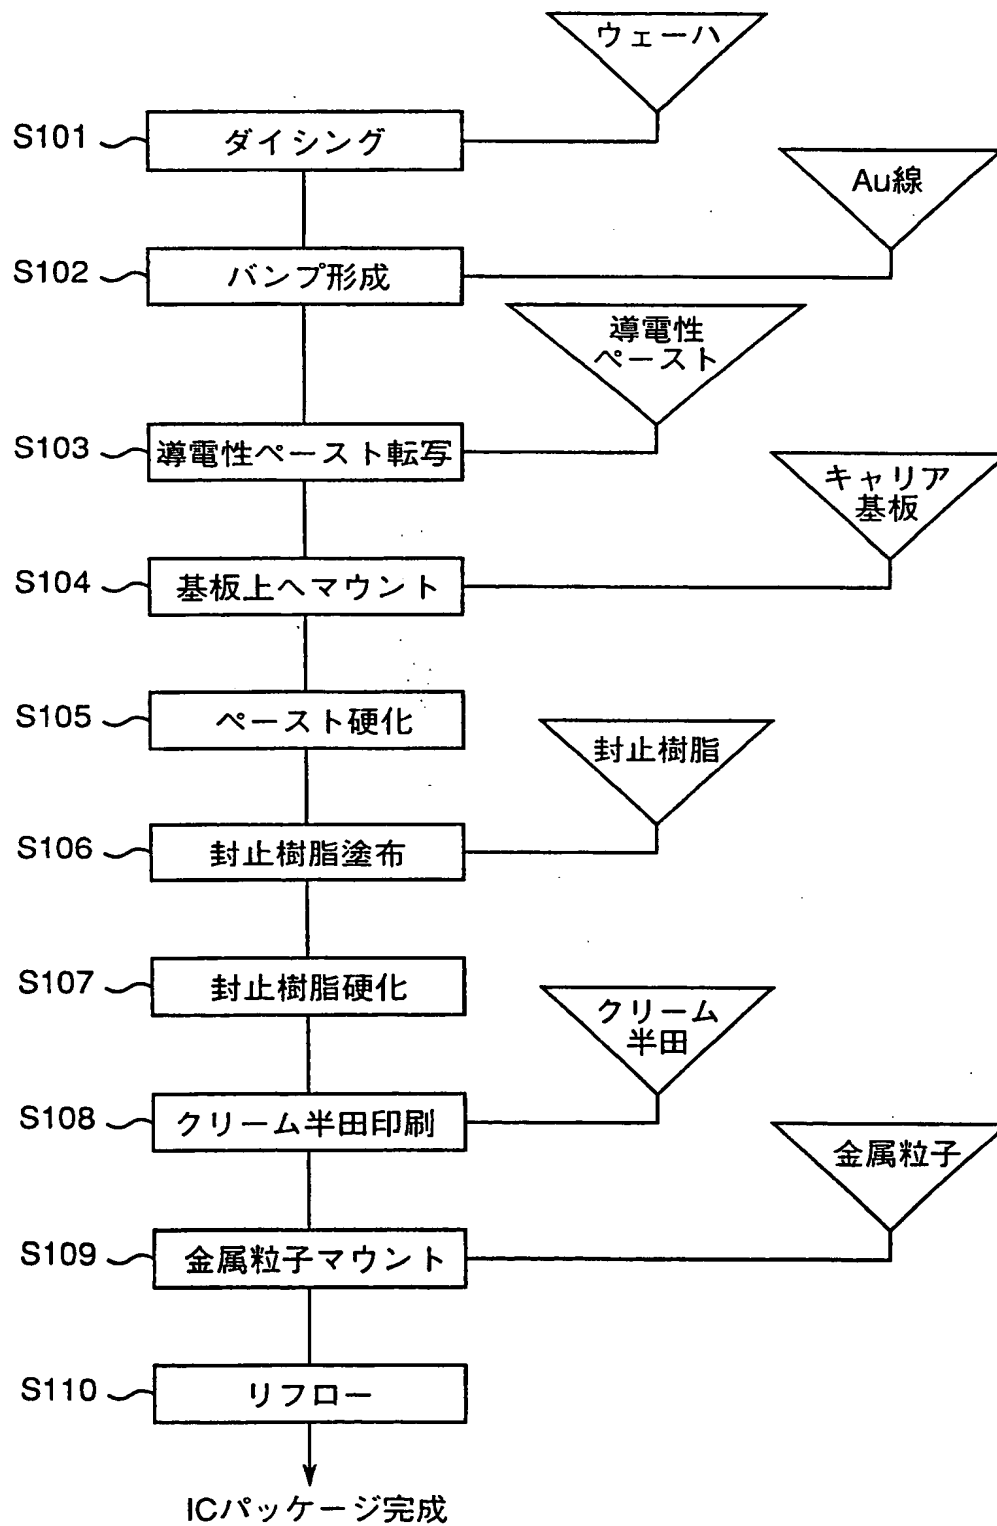 ウェーハ
S101 ダイシング
Au線
S102 バンプ形成
導電性
ペースト
S103 導電性ペースト転写
キャリア
基板
S104 基板上へマウント
S105 ペースト硬化
封止樹脂
S106 封止樹脂塗布
S107 封止樹脂硬化
クリーム
半田
S108 クリーム半田印刷
金属粒子
S109 金属粒子マウント
S110 リフロー
ICパッケージ完成